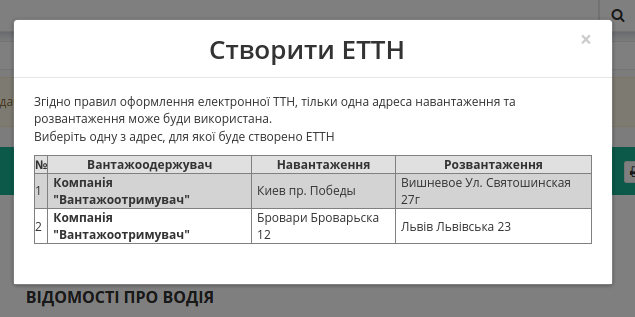 Створити ЕТТН
×
Згідно правил оформлення електронної ТТН, тільки одна адреса навантаження та
розвантаження може буди використана.
Виберіть одну з адрес, для якої буде створено ЕТТН
№ Вантажоодержувач Навантаження Розвантаження
1 Компанія "Вантажоотримувач" Киев пр. Победы Вишневое Ул. Святошинская 27г
2 Компанія "Вантажоотримувач" Бровари Броварьска 12 Львів Львівська 23
ВІДОМОСТІ ПРО ВОДІЯ